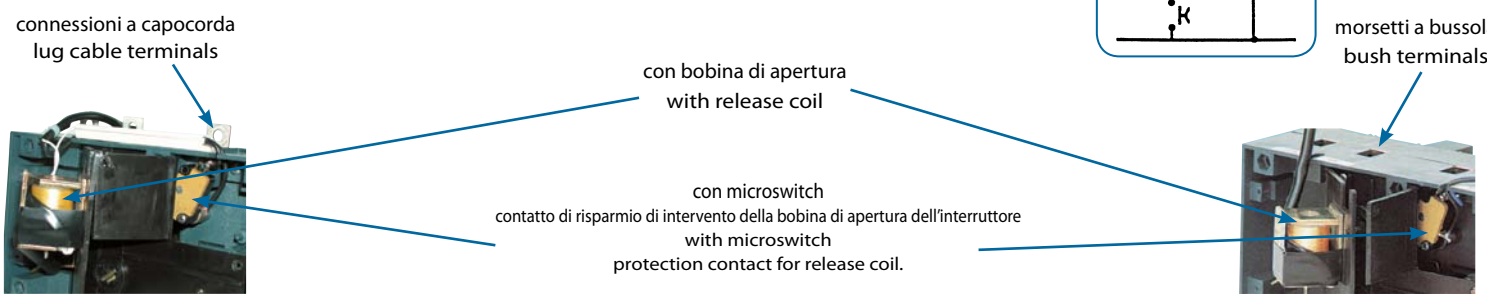 connessioni a capocorda
lug cable terminals
con bobina di apertura
with release coil
K
morsetti a bussol
bush terminals
con microswitch
contatto di risparmio di intervento della bobina di apertura dell'interruttore
with microswitch
protection contact for release coil.